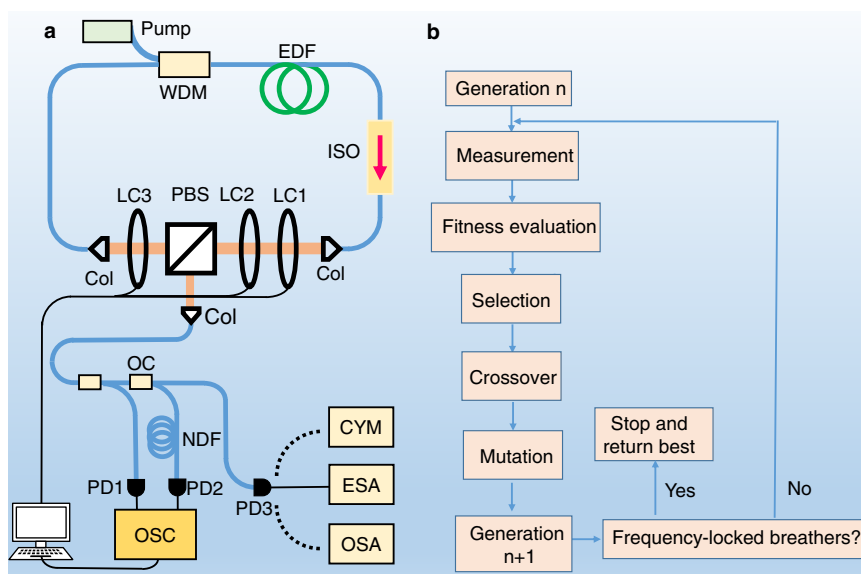 a
Pump
WDM
EDF
ISO
LC3
PBS
LC2
LC1
Col
Col
Col
OC
NDF
PD1
PD2
PD3
OSC
CYM
ESA
OSA
b
Generation n
Measurement
Fitness evaluation
Selection
Crossover
Mutation
Generation
n+1
Frequency-locked breathers?
Yes
No
Stop and
return best